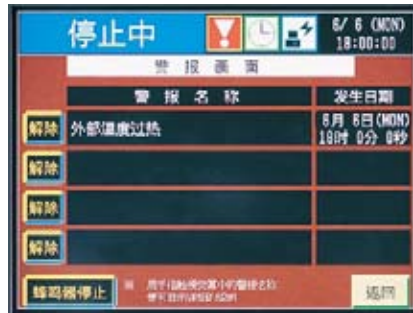 停止中
6/ 6 (MON)
18:00:00
警 报 画 面
警 报 名 称
发生日期
解除
外部温度过热
6月 6日(MON)
18时 0分 0秒
解除
解除
解除
蜂鸣器停止
返回